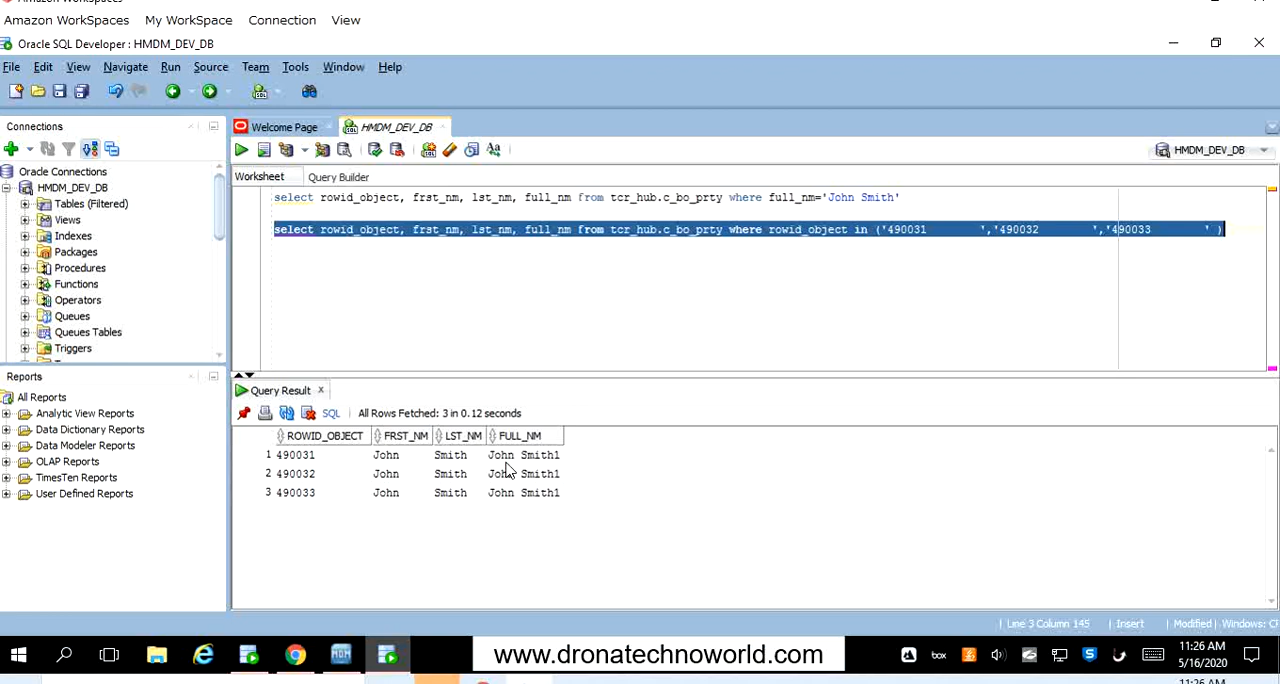 Amazon WorkSpaces
Amazon WorkSpaces My WorkSpace Connection View
Oracle SQL Developer : HMDM_DEV_DB
File Edit View Navigate Run Source Team Tools Window Help
Connections
Welcome Page HMDM_DEV_DB
HMDM_DEV_DB
Worksheet Query Builder
Oracle Connections
HMDM_DEV_DB
Tables (Filtered)
Views
Indexes
Packages
Procedures
Functions
Operators
Queues
Queues Tables
Triggers
select rowid_object, frst_nm, lst_nm, full_nm from tcr_hub.c_bo_prty where full_nm='John Smith'
select rowid_object, frst_nm, lst_nm, full_nm from tcr_hub.c_bo_prty where rowid_object in ('490031 ','490032 ','490033 ')
Reports
All Reports
Analytic View Reports
Data Dictionary Reports
Data Modeler Reports
OLAP Reports
TimesTen Reports
User Defined Reports
Query Result x
SQL | All Rows Fetched: 3 in 0.12 seconds
ROWID_OBJECT FRST_NM LST_NM FULL_NM
1 490031 John Smith John Smith1
2 490032 John Smith John Smith1
3 490033 John Smith John Smith1
Line 3 Column 145 | Insert | Modified | Windows: CF
MDM
www.dronatechnoworld.com
box
11:26 AM
5/16/2020
11:26 AM